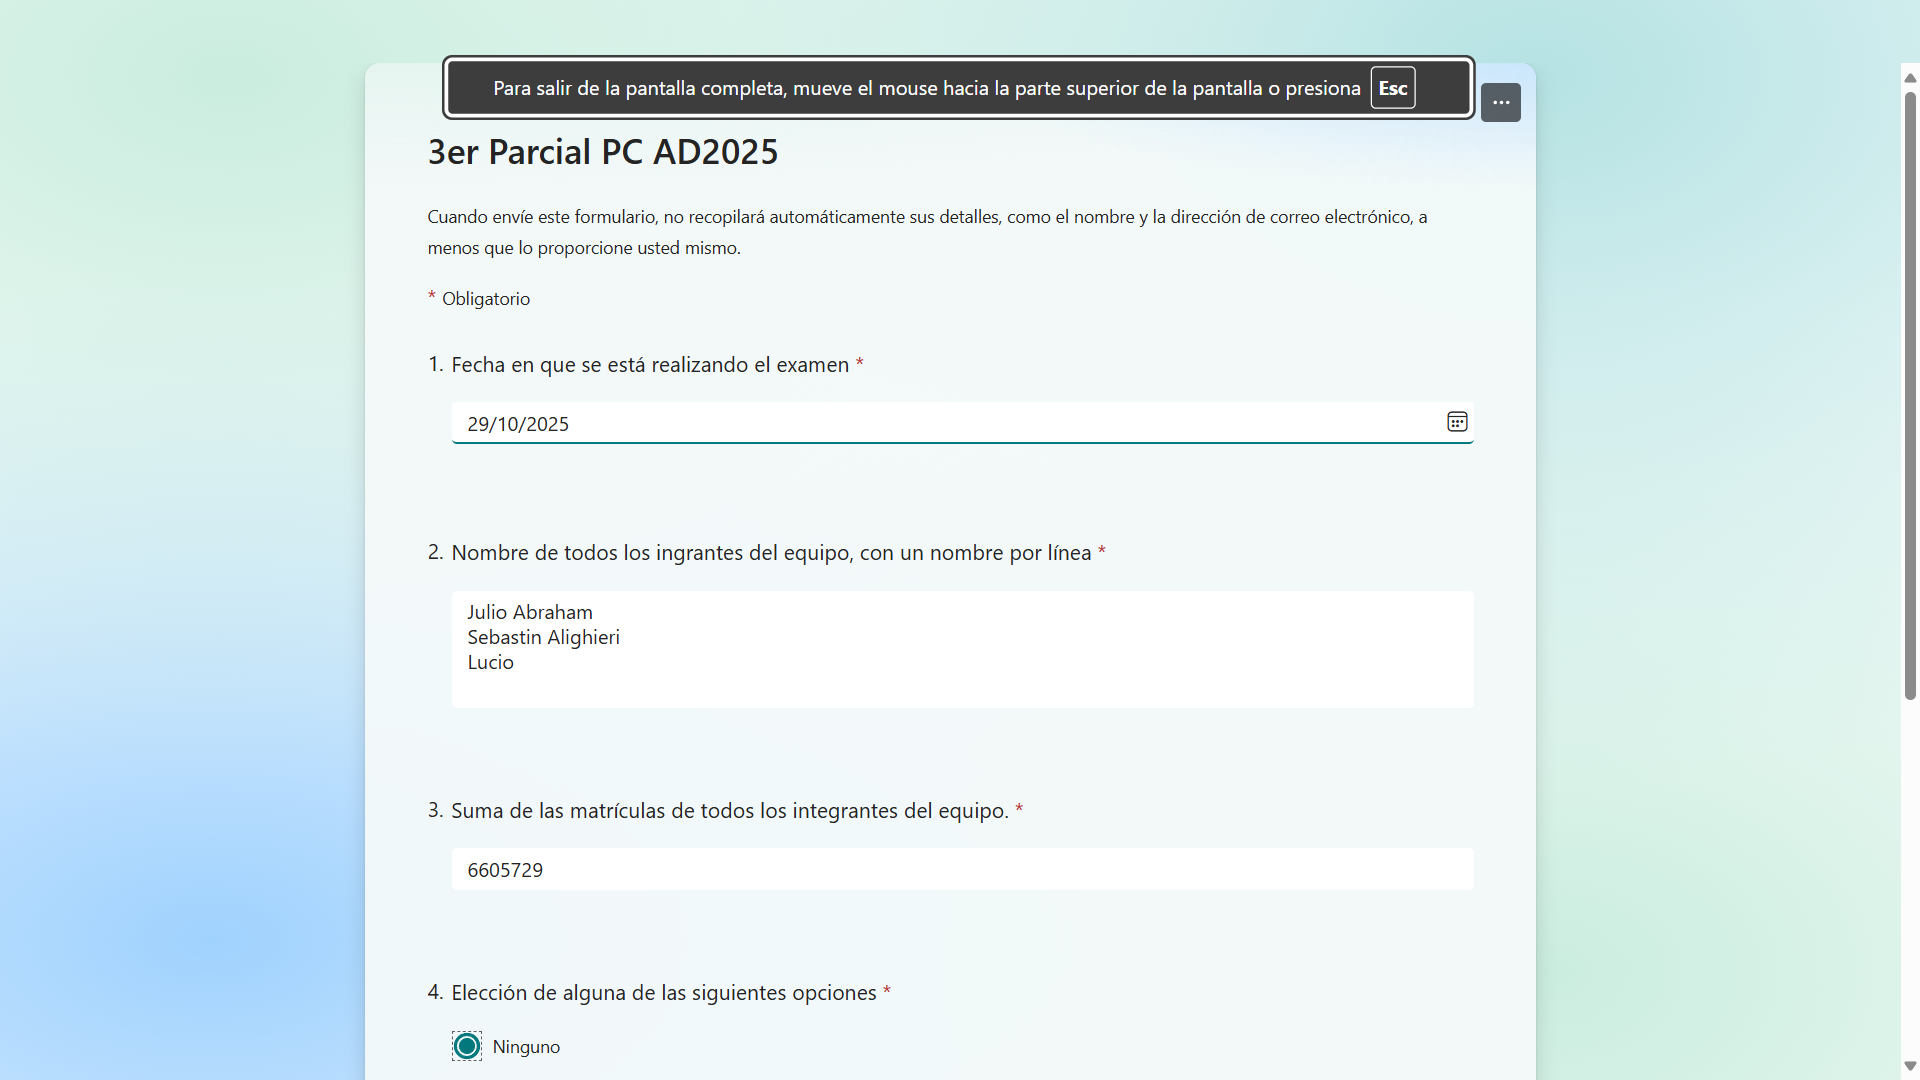 Para salir de la pantalla completa, mueve el mouse hacia la parte superior de la pantalla o presiona Esc
3er Parcial PC AD2025
Cuando envíe este formulario, no recopilará automáticamente sus detalles, como el nombre y la dirección de correo electrónico, a
menos que lo proporcione usted mismo.
* Obligatorio
1. Fecha en que se está realizando el examen *
29/10/2025
2. Nombre de todos los ingrantes del equipo, con un nombre por línea *
Julio Abraham
Sebastin Alighieri
Lucio
3. Suma de las matrículas de todos los integrantes del equipo. *
6605729
4. Elección de alguna de las siguientes opciones *
Ninguno